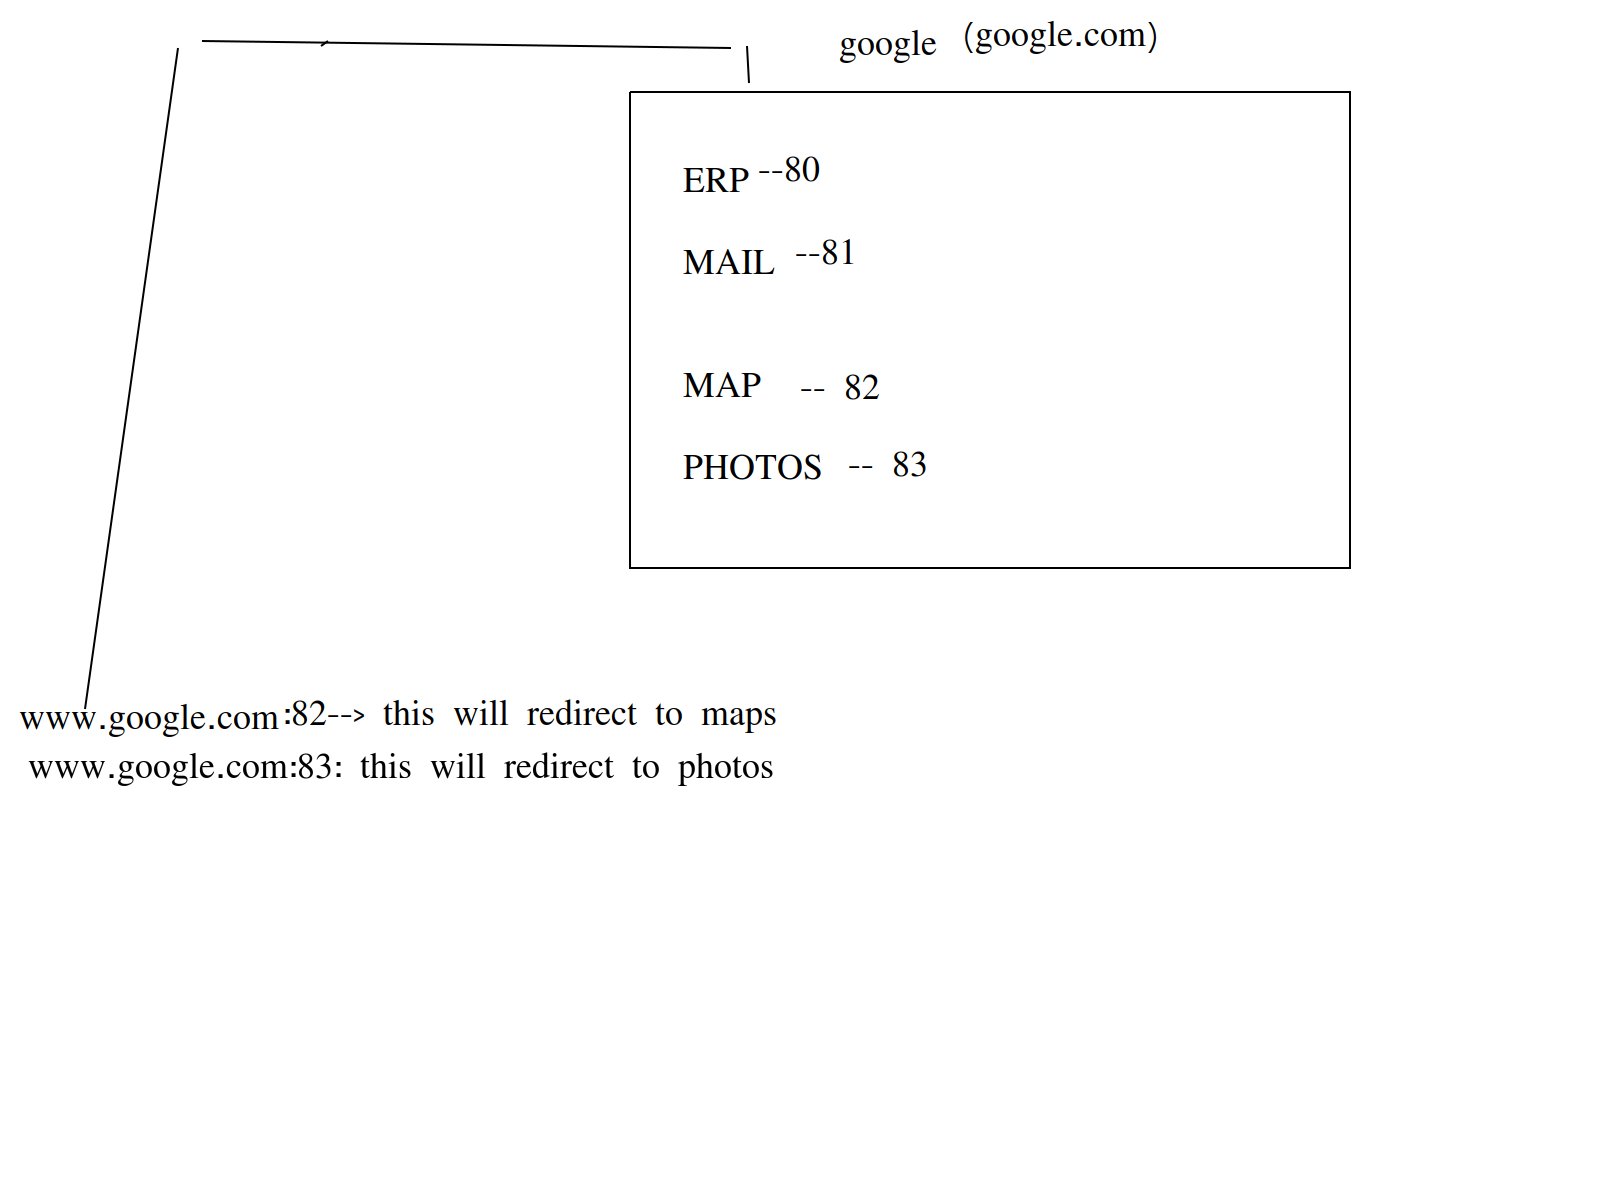 google (google.com)
ERP --80
MAIL --81
MAP -- 82
PHOTOS -- 83
www.google.com:82--> this will redirect to maps
www.google.com:83: this will redirect to photos